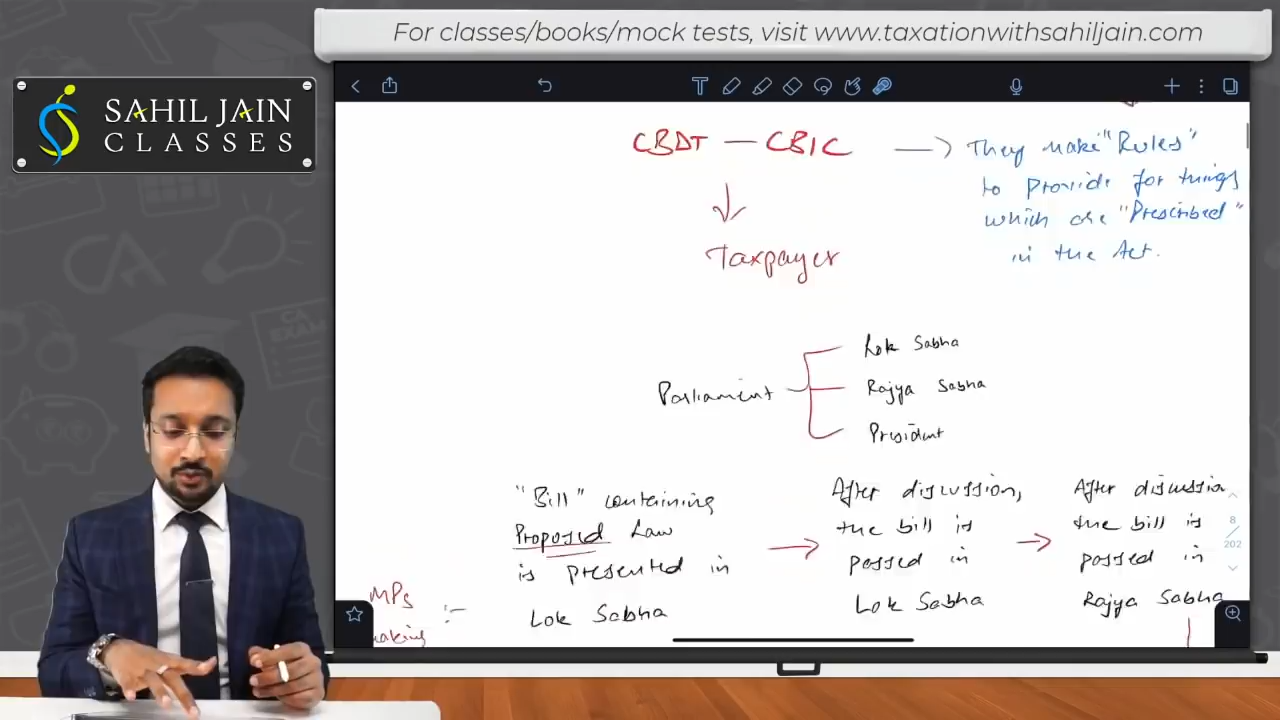 For classes/books/mock tests, visit www.taxationwithsahiljain.com
SAHIL JAIN
CLASSES
CBDT — CBIC → They make "Rules"
to provide for things
which are "Prescribed"
in the Act.
↓
Taxpayer
Parliament
Lok Sabha
Rajya Sabha
President
"Bill" containing
Proposed Law
is presented in
Lok Sabha
→
After discussion,
the bill is
passed in
Lok Sabha
→
After discussion
the bill is
passed in
Rajya Sabha
MPs
making
:-
8
202